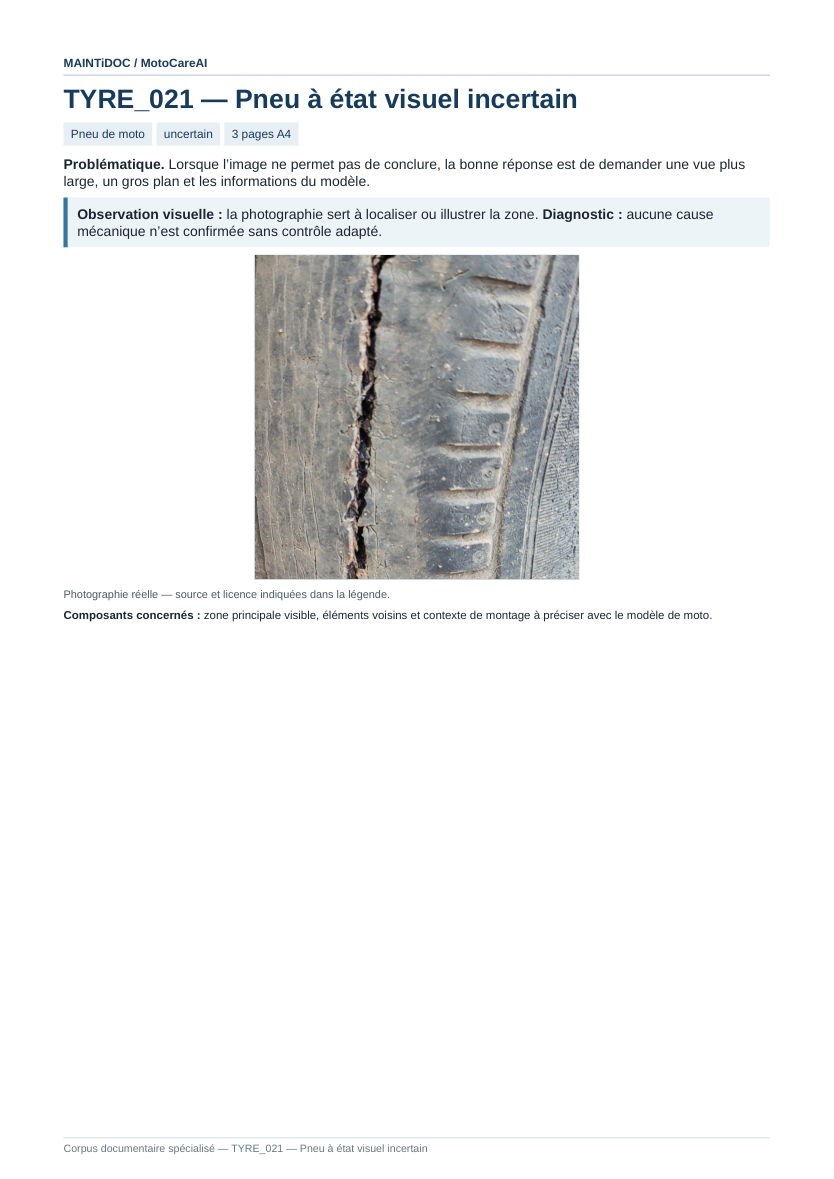 MAINTiDOC / MotoCareAI
TYRE_021 — Pneu à état visuel incertain
Pneu de moto
uncertain
3 pages A4
Problématique. Lorsque l’image ne permet pas de conclure, la bonne réponse est de demander une vue plus
large, un gros plan et les informations du modèle.
Observation visuelle : la photographie sert à localiser ou illustrer la zone. Diagnostic : aucune cause
mécanique n’est confirmée sans contrôle adapté.
Photographie réelle — source et licence indiquées dans la légende.
Composants concernés : zone principale visible, éléments voisins et contexte de montage à préciser avec le modèle de moto.
Corpus documentaire spécialisé — TYRE_021 — Pneu à état visuel incertain